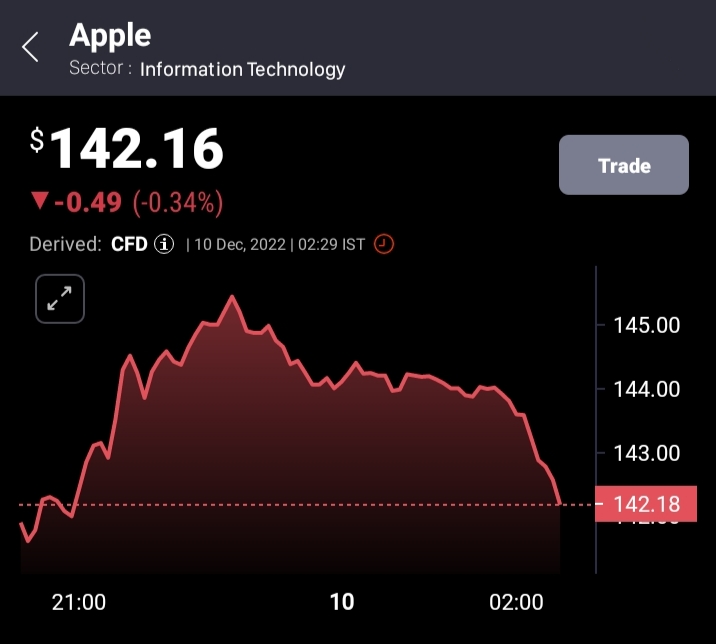 Apple
Sector : Information Technology
$142.16
Trade
▼-0.49 (-0.34%)
Derived: CFD i | 10 Dec, 2022 | 02:29 IST
145.00
144.00
143.00
142.18
21:00 10 02:00